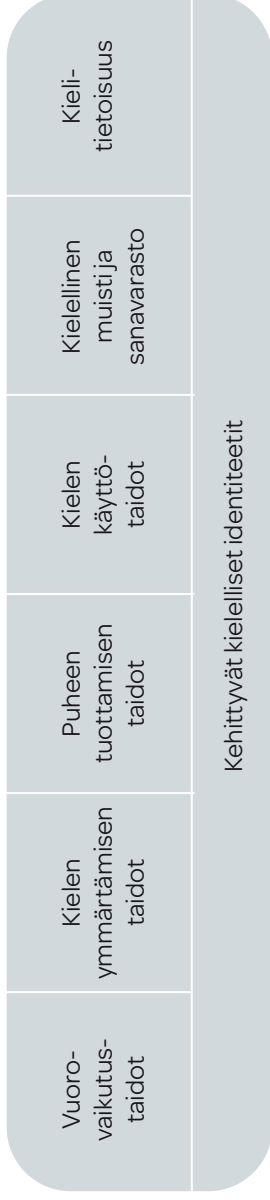 Vuoro-
vaikutus-
taidot
Kielen
ymmärtämisen
taidot
Puheen
tuottamisen
taidot
Kielen
käyttö-
taidot
Kielellinen
muisti ja
sanavarasto
Kieli-
tietoisuus
Kehittyvät kielelliset identiteetit